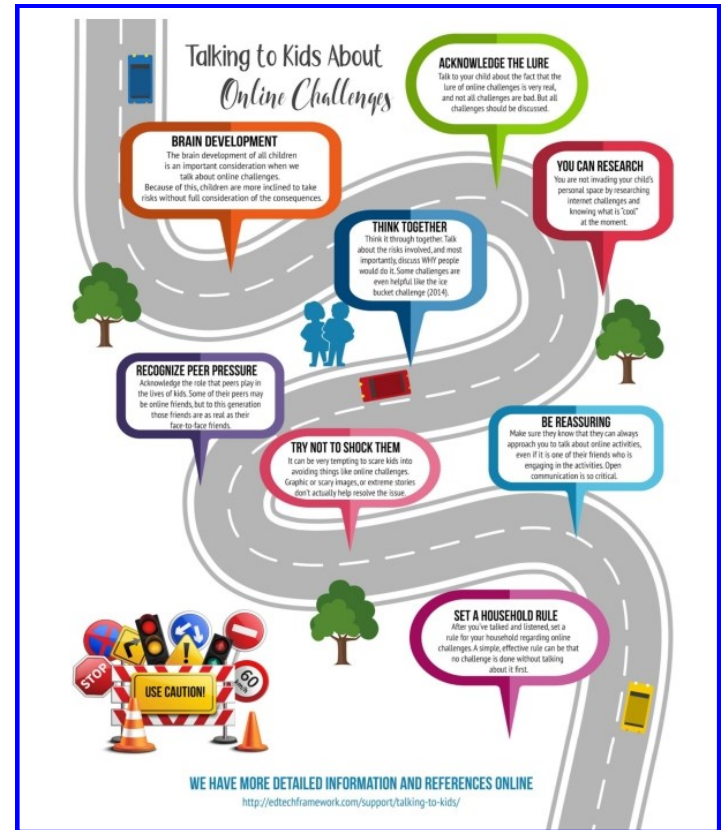 Talking to Kids About
Online Challenges
ACKNOWLEDGE THE LURE
Talk to your child about the fact that the
lure of online challenges is very real,
and not all challenges are bad. But all
challenges should be discussed.
BRAIN DEVELOPMENT
The brain development of all children
is an important consideration when we
talk about online challenges.
Because of this, children are more inclined to take
risks without full consideration of the consequences.
YOU CAN RESEARCH
You are not invading your child's
personal space by researching
internet challenges and
knowing what is "cool"
at the moment.
THINK TOGETHER
Think it through together. Talk
about the risks involved, and most
importantly, discuss WHY people
would do it. Some challenges are
even helpful like the ice
bucket challenge (2014).
RECOGNIZE PEER PRESSURE
Acknowledge the role that peers play in
the lives of kids. Some of their peers may
be online friends, but to this generation
those friends are as real as their
face-to-face friends.
TRY NOT TO SHOCK THEM
It can be very tempting to scare kids into
avoiding things like online challenges.
Graphic or scary images, or extreme stories
don't actually help resolve the issue.
BE REASSURING
Make sure they know that they can always
approach you to talk about online activities,
even if it is one of their friends who is
engaging in the activities. Open
communication is so critical.
SET A HOUSEHOLD RULE
After you've talked and listened, set a
rule for your household regarding online
challenges. A simple, effective rule can be that
no challenge is done without talking
about it first.
STOP
USE CAUTION!
60
km/h
WE HAVE MORE DETAILED INFORMATION AND REFERENCES ONLINE
http://edtechframework.com/support/talking-to-kids/